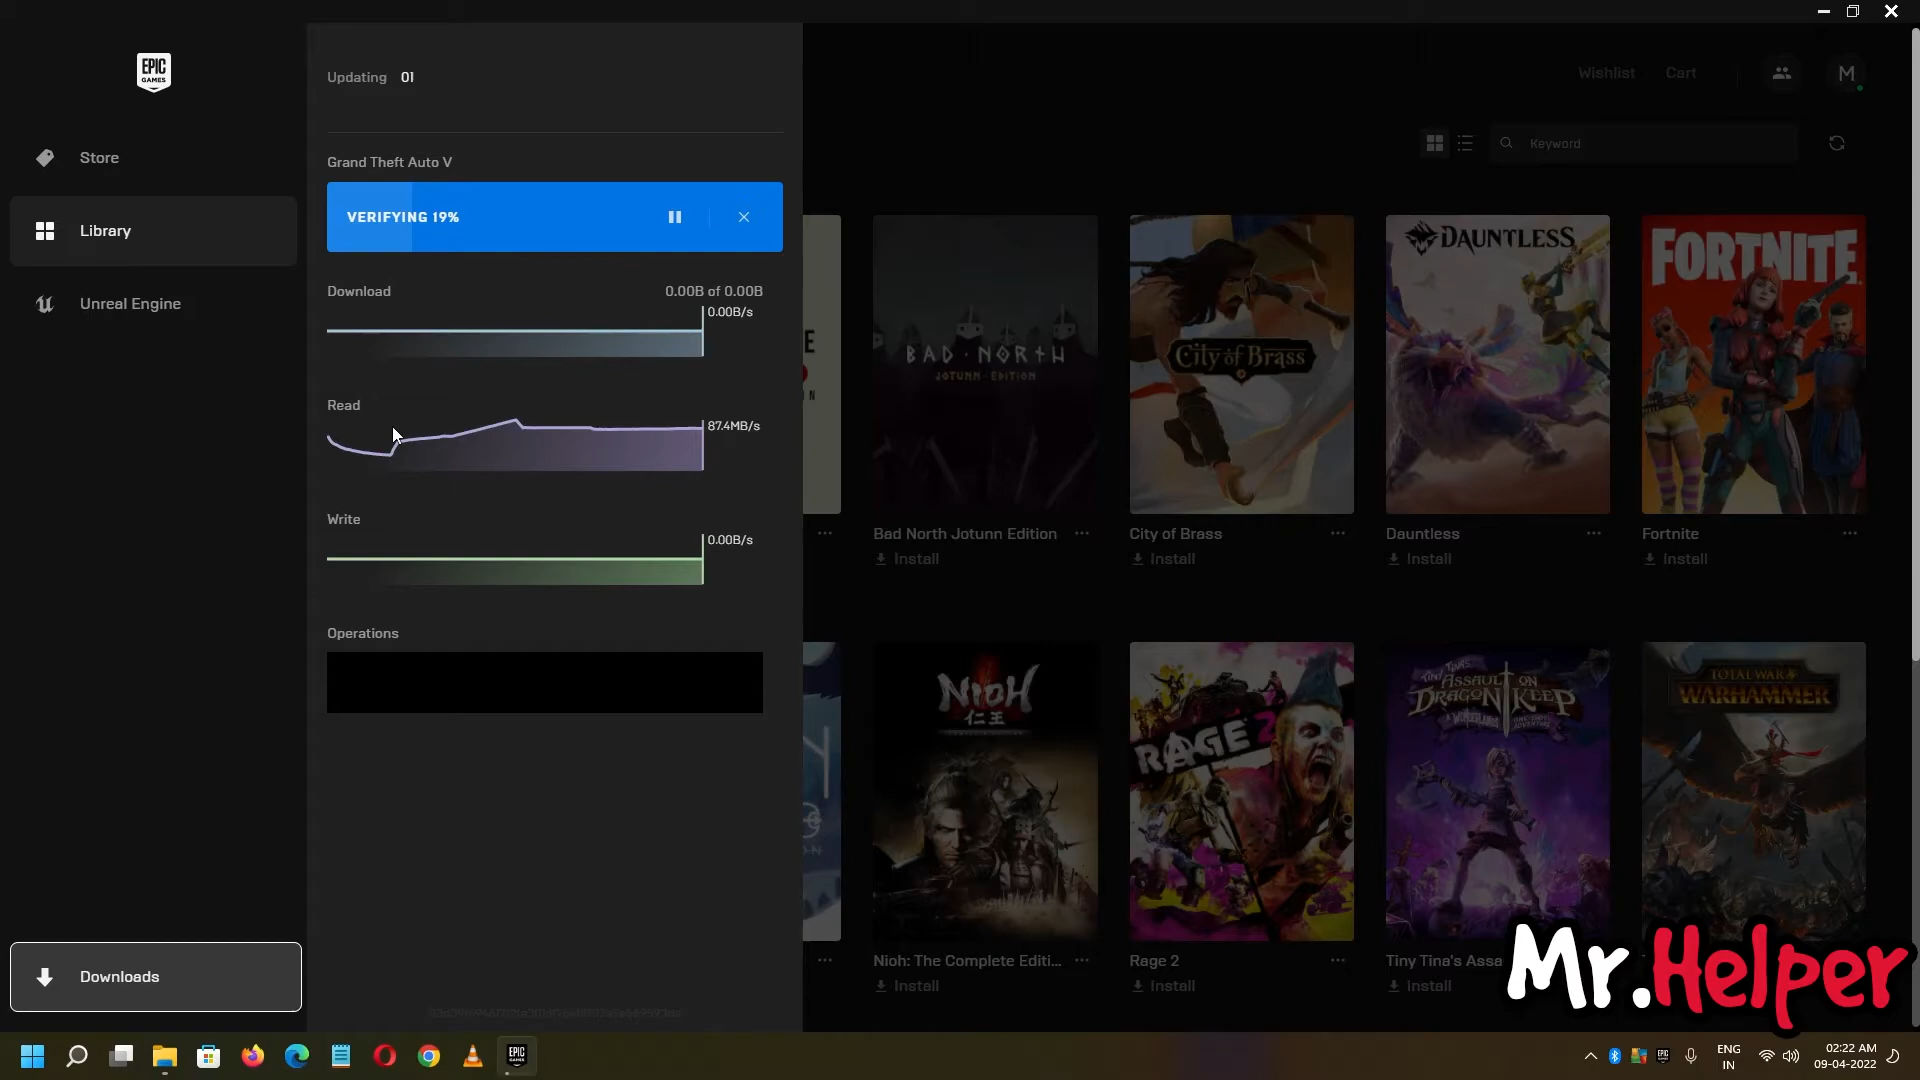 EPIC
GAMES
Store
Library
Unreal Engine
Downloads
Updating 01
Grand Theft Auto V
VERIFYING 19%
Download 0.00B of 0.00B
0.00B/s
Read
87.4MB/s
Write
0.00B/s
Operations
Wishlist Cart M
Keyword
BAD NORTH
JOTUNN EDITION
City of Brass
DAUNTLESS
FORTNITE
Bad North Jotunn Edition ...
Install
City of Brass ...
Install
Dauntless ...
Install
Fortnite ...
Install
NIOH
仁王
RAGE 2
TINY TINA'S
ASSAULT ON
DRAGON KEEP
TOTAL WAR
WARHAMMER
Nioh: The Complete Editi... ...
Install
Rage 2 ...
Install
Tiny Tina's Assa
Install
Mr.Helper
EPIC
GAMES
ENG
IN
02:22 AM
09-04-2022